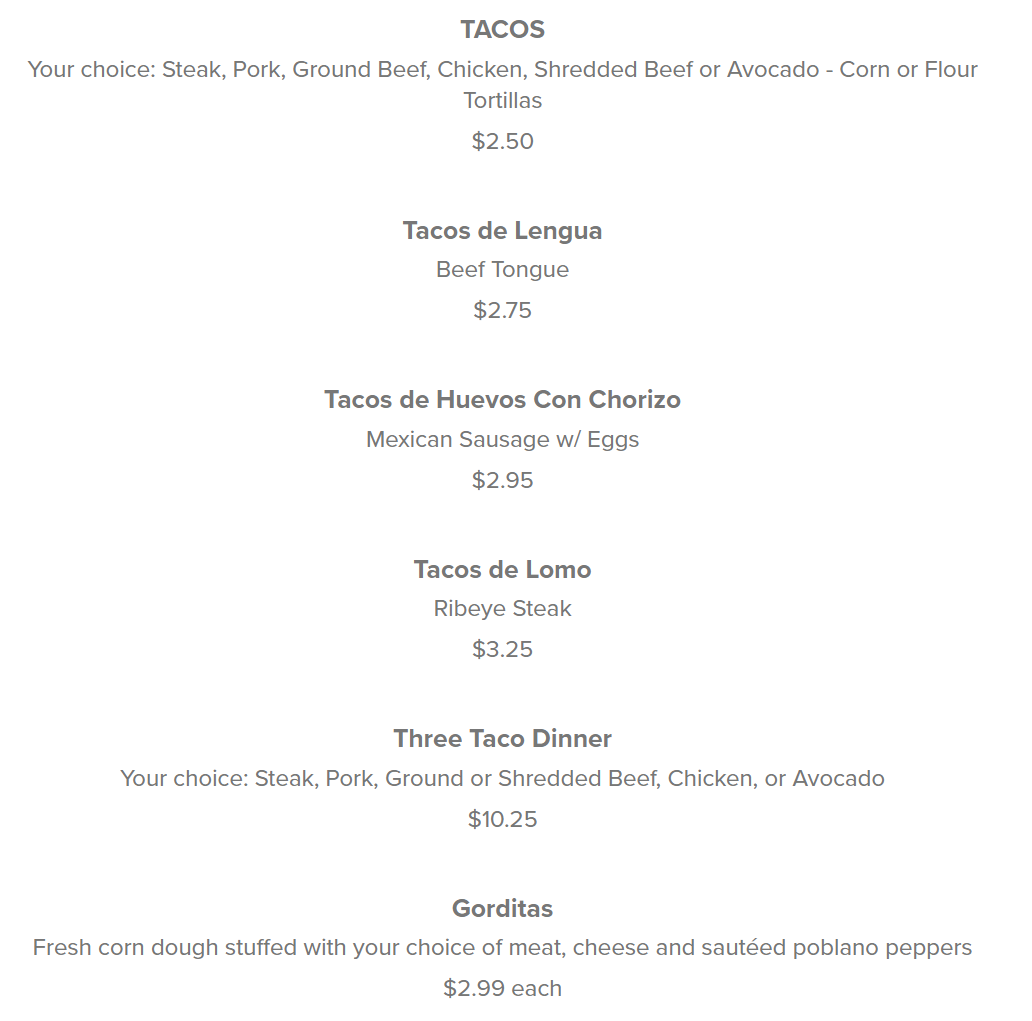 TACOS
Your choice: Steak, Pork, Ground Beef, Chicken, Shredded Beef or Avocado - Corn or Flour
Tortillas
$2.50
Tacos de Lengua
Beef Tongue
$2.75
Tacos de Huevos Con Chorizo
Mexican Sausage w/ Eggs
$2.95
Tacos de Lomo
Ribeye Steak
$3.25
Three Taco Dinner
Your choice: Steak, Pork, Ground or Shredded Beef, Chicken, or Avocado
$10.25
Gorditas
Fresh corn dough stuffed with your choice of meat, cheese and sautéed poblano peppers
$2.99 each